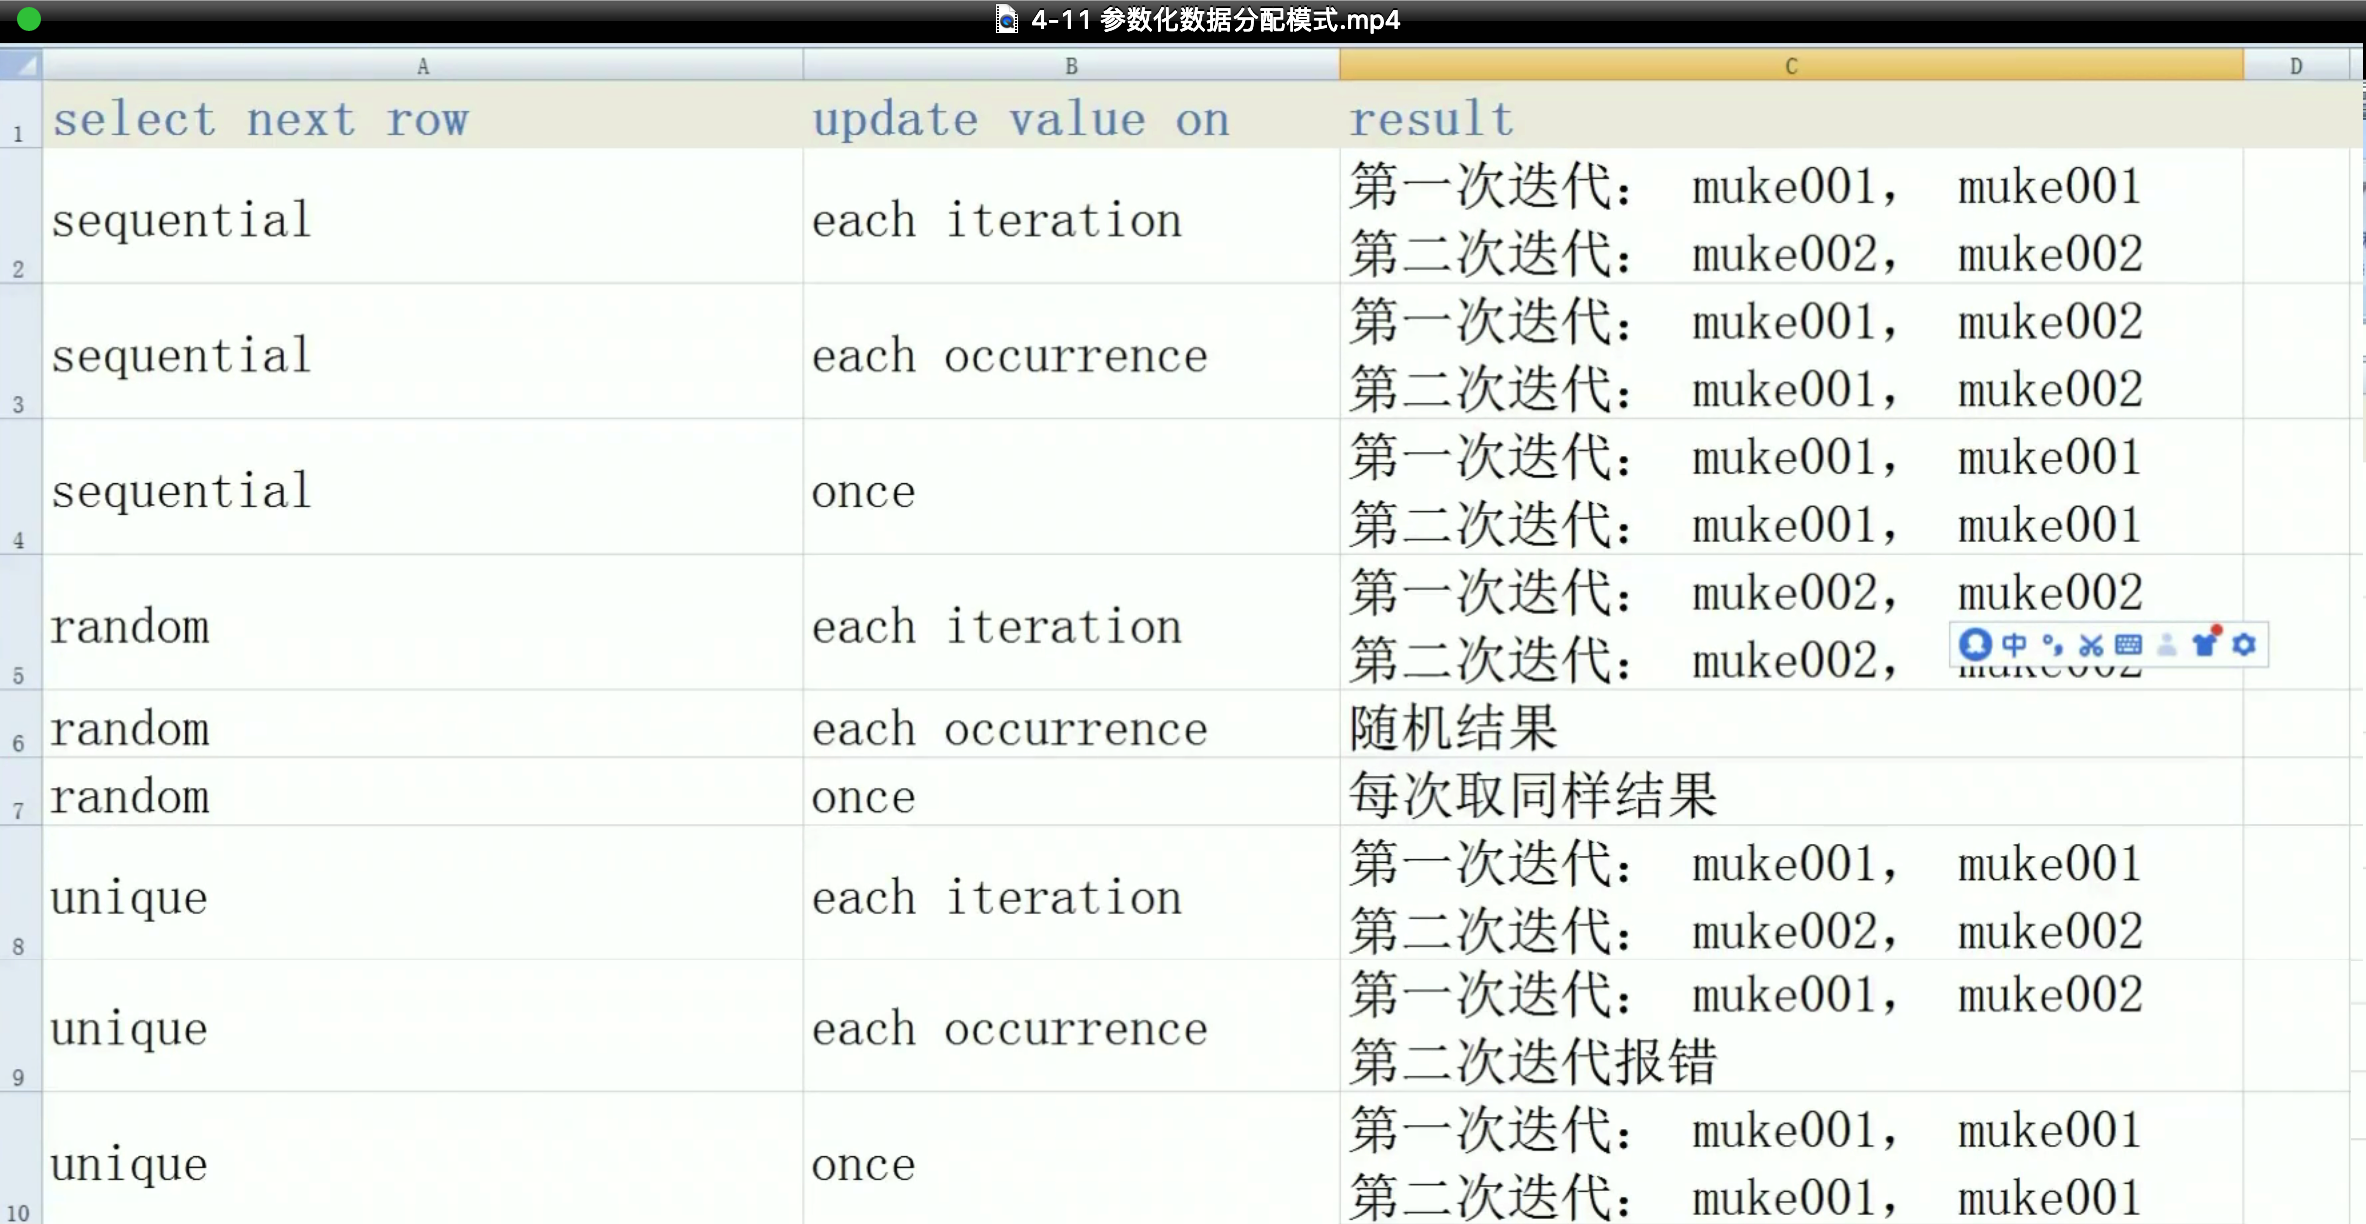 4-11 参数化数据分配模式.mp4
A B C D
1 select next row update value on result
2 sequential each iteration 第一次迭代： muke001， muke001
第二次迭代： muke002， muke002
3 sequential each occurrence 第一次迭代： muke001， muke002
第二次迭代： muke001， muke002
4 sequential once 第一次迭代： muke001， muke001
第二次迭代： muke001， muke001
5 random each iteration 第一次迭代： muke002， muke002
第二次迭代： muke002，
中
6 random each occurrence 随机结果
7 random once 每次取同样结果
8 unique each iteration 第一次迭代： muke001， muke001
第二次迭代： muke002， muke002
9 unique each occurrence 第一次迭代： muke001， muke002
第二次迭代报错
10 unique once 第一次迭代： muke001， muke001
第二次迭代： muke001， muke001